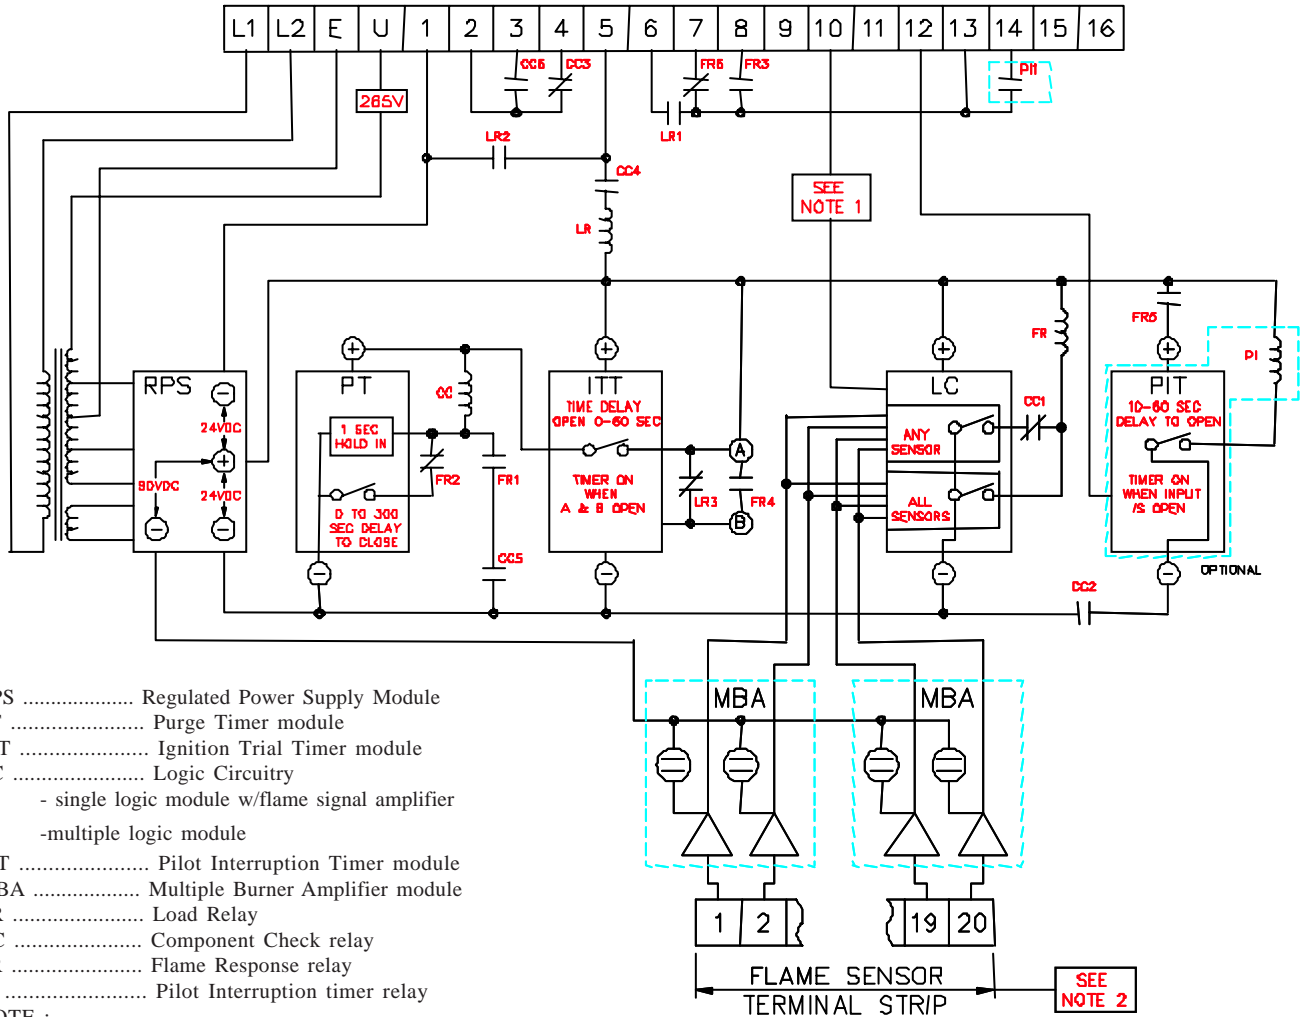 L1 L2 E U 1 2 3 4 5 6 7 8 9 10 11 12 13 14 15 16
CC6 CC3 FR6 FR3 PI1
265V
LR2 LR1
CC4
SEE
NOTE 1
LR
FR
FR5
PI
RPS
24VDC
90VDC
24VDC
PT
1 SEC
HOLD IN
0 TO 300
SEC DELAY
TO CLOSE
CC
FR2 FR1
CC5
ITT
TIME DELAY
OPEN 0-60 SEC
TIMER ON
WHEN
A & B OPEN
A
LR3 FR4
B
LC
ANY
SENSOR
ALL
SENSORS
CC1
PIT
10-60 SEC
DELAY TO OPEN
TIMER ON
WHEN INPUT
IS OPEN
OPTIONAL
CC2
MBA MBA
PS .................... Regulated Power Supply Module
T ........................ Purge Timer module
T ....................... Ignition Trial Timer module
C ........................ Logic Circuitry
- single logic module w/flame signal amplifier
-multiple logic module
T ........................ Pilot Interruption Timer module
BA ................... Multiple Burner Amplifier module
R ........................ Load Relay
C ....................... Component Check relay
R ........................ Flame Response relay
.......................... Pilot Interruption timer relay
OTE :
1 2 19 20
FLAME SENSOR
TERMINAL STRIP
SEE
NOTE 2